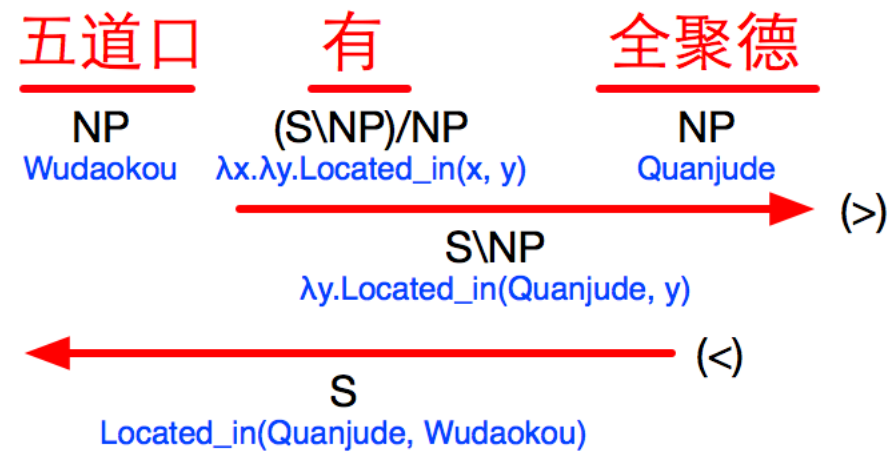 五道口 有 全聚德
NP (S\NP)/NP NP
Wudaokou λx.λy.Located_in(x, y) Quanjude
(>)
S\NP
λy.Located_in(Quanjude, y)
(<)
S
Located_in(Quanjude, Wudaokou)